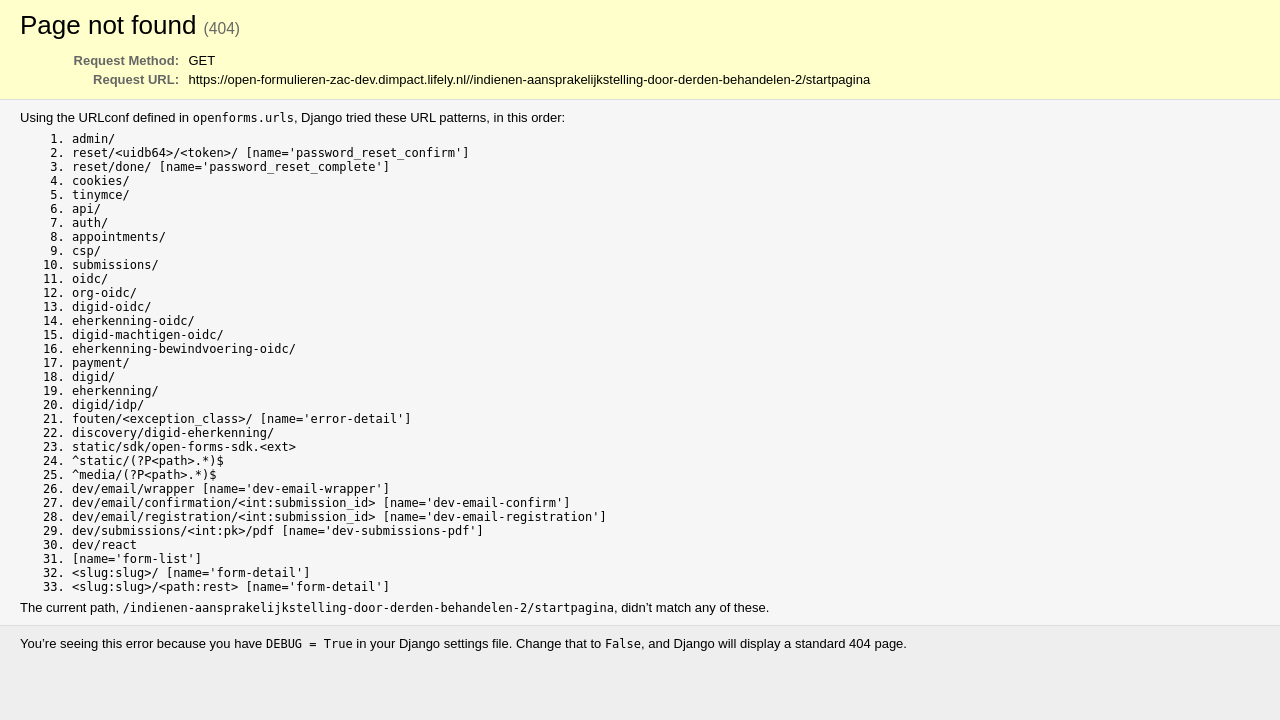 Page not found (404)
Request Method: GET
Request URL: https://open-formulieren-zac-dev.dimpact.lifely.nl//indienen-aansprakelijkstelling-door-derden-behandelen-2/startpagina
Using the URLconf defined in openforms.urls, Django tried these URL patterns, in this order:
1. admin/
2. reset/<uidb64>/<token>/ [name='password_reset_confirm']
3. reset/done/ [name='password_reset_complete']
4. cookies/
5. tinymce/
6. api/
7. auth/
8. appointments/
9. csp/
10. submissions/
11. oidc/
12. org-oidc/
13. digid-oidc/
14. eherkenning-oidc/
15. digid-machtigen-oidc/
16. eherkenning-bewindvoering-oidc/
17. payment/
18. digid/
19. eherkenning/
20. digid/idp/
21. fouten/<exception_class>/ [name='error-detail']
22. discovery/digid-eherkenning/
23. static/sdk/open-forms-sdk.<ext>
24. ^static/(?P<path>.*)$
25. ^media/(?P<path>.*)$
26. dev/email/wrapper [name='dev-email-wrapper']
27. dev/email/confirmation/<int:submission_id> [name='dev-email-confirm']
28. dev/email/registration/<int:submission_id> [name='dev-email-registration']
29. dev/submissions/<int:pk>/pdf [name='dev-submissions-pdf']
30. dev/react
31. [name='form-list']
32. <slug:slug>/ [name='form-detail']
33. <slug:slug>/<path:rest> [name='form-detail']
The current path, /indienen-aansprakelijkstelling-door-derden-behandelen-2/startpagina, didn’t match any of these.
You’re seeing this error because you have DEBUG = True in your Django settings file. Change that to False, and Django will display a standard 404 page.